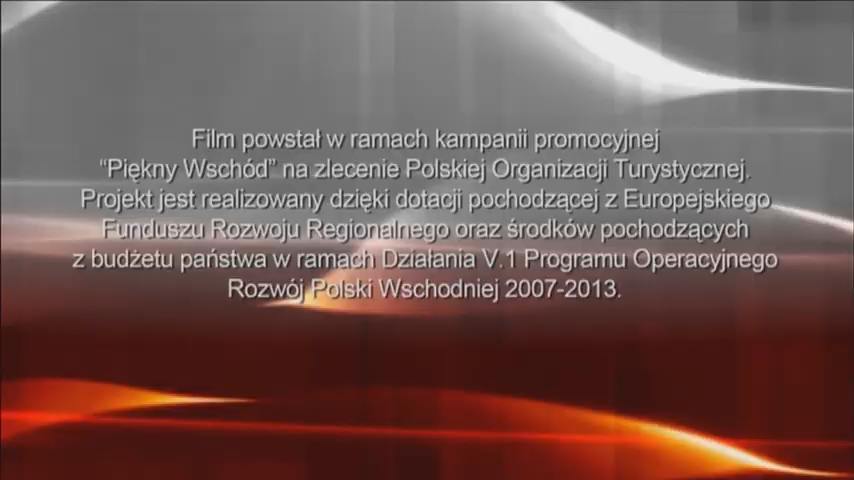 Film powstał w ramach kampanii promocyjnej
“Piękny Wschód” na zlecenie Polskiej Organizacji Turystycznej.
Projekt jest realizowany dzięki dotacji pochodzącej z Europejskiego
Funduszu Rozwoju Regionalnego oraz środków pochodzących
z budżetu państwa w ramach Działania V.1 Programu Operacyjnego
Rozwój Polski Wschodniej 2007-2013.